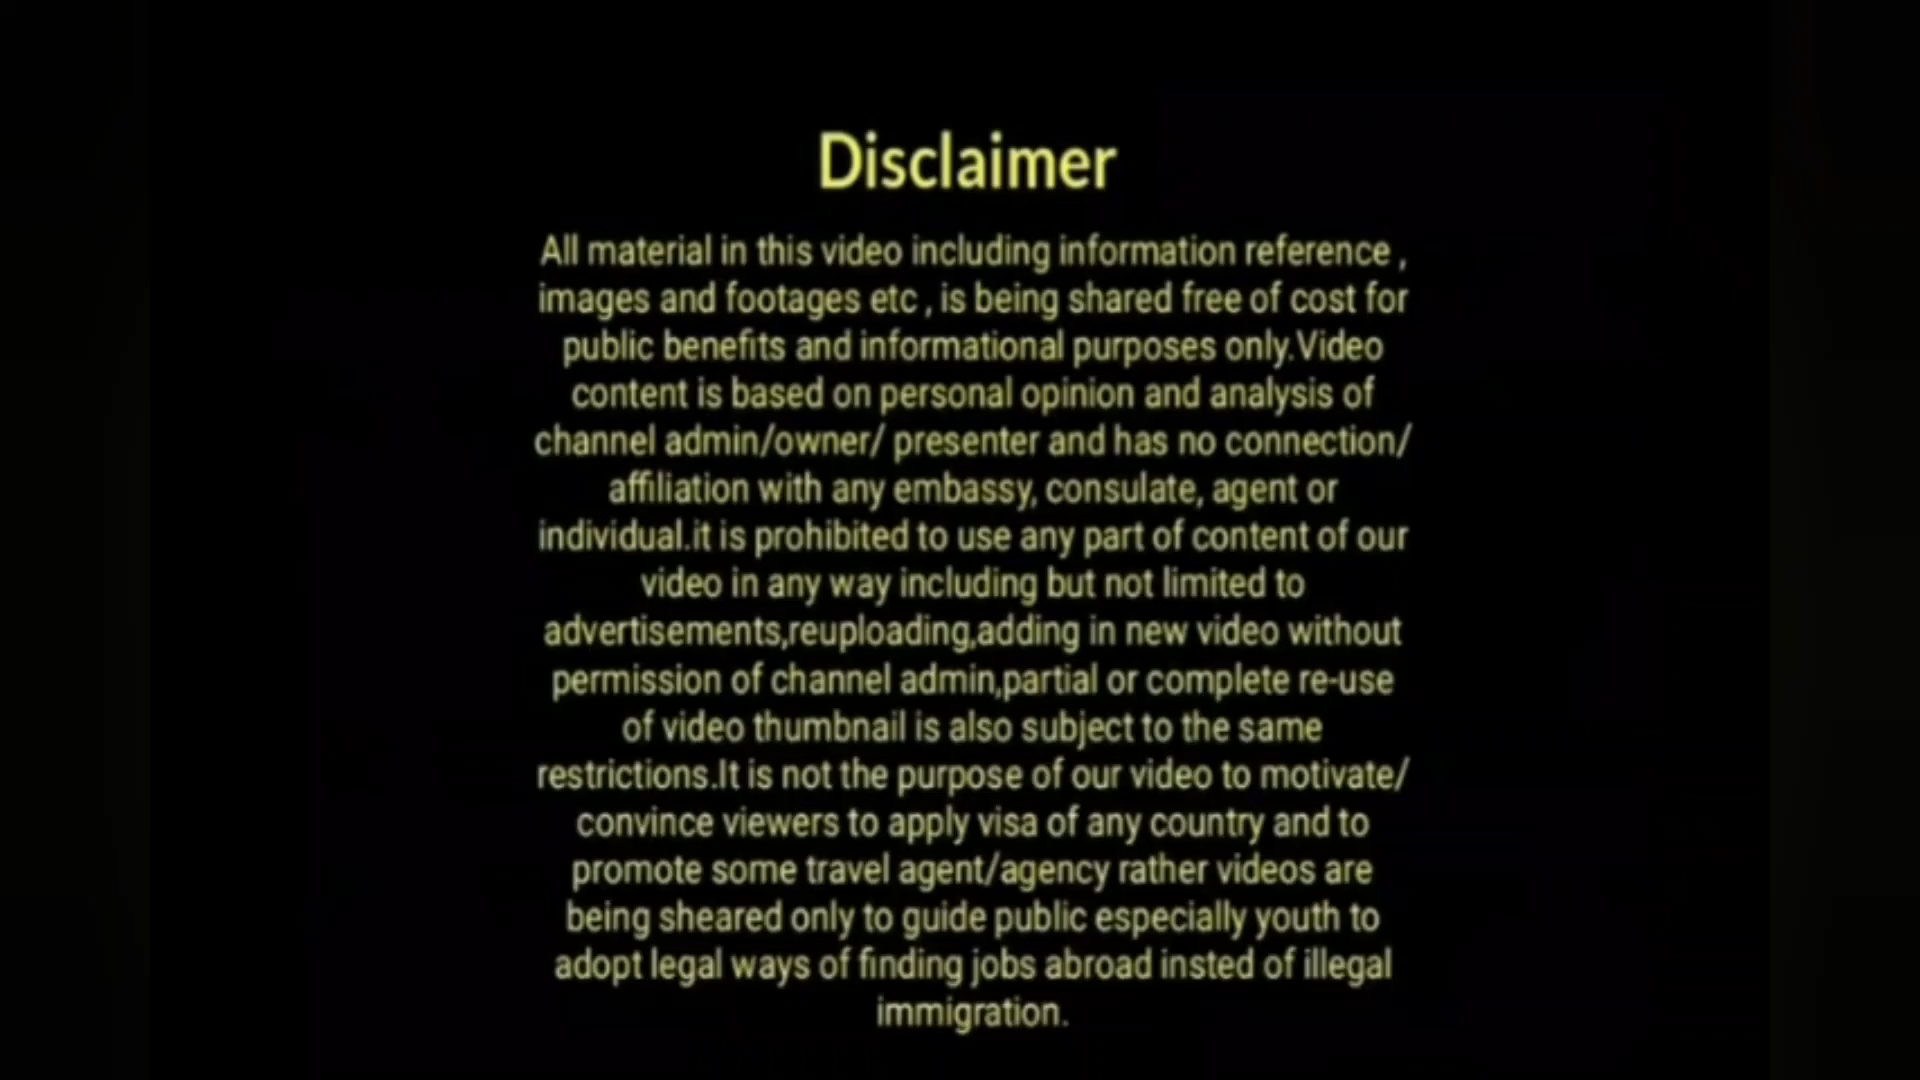 Disclaimer
All material in this video including information reference ,
images and footages etc , is being shared free of cost for
public benefits and informational purposes only.Video
content is based on personal opinion and analysis of
channel admin/owner/ presenter and has no connection/
affiliation with any embassy, consulate, agent or
individual.it is prohibited to use any part of content of our
video in any way including but not limited to
advertisements,reuploading,adding in new video without
permission of channel admin,partial or complete re-use
of video thumbnail is also subject to the same
restrictions.It is not the purpose of our video to motivate/
convince viewers to apply visa of any country and to
promote some travel agent/agency rather videos are
being sheared only to guide public especially youth to
adopt legal ways of finding jobs abroad insted of illegal
immigration.